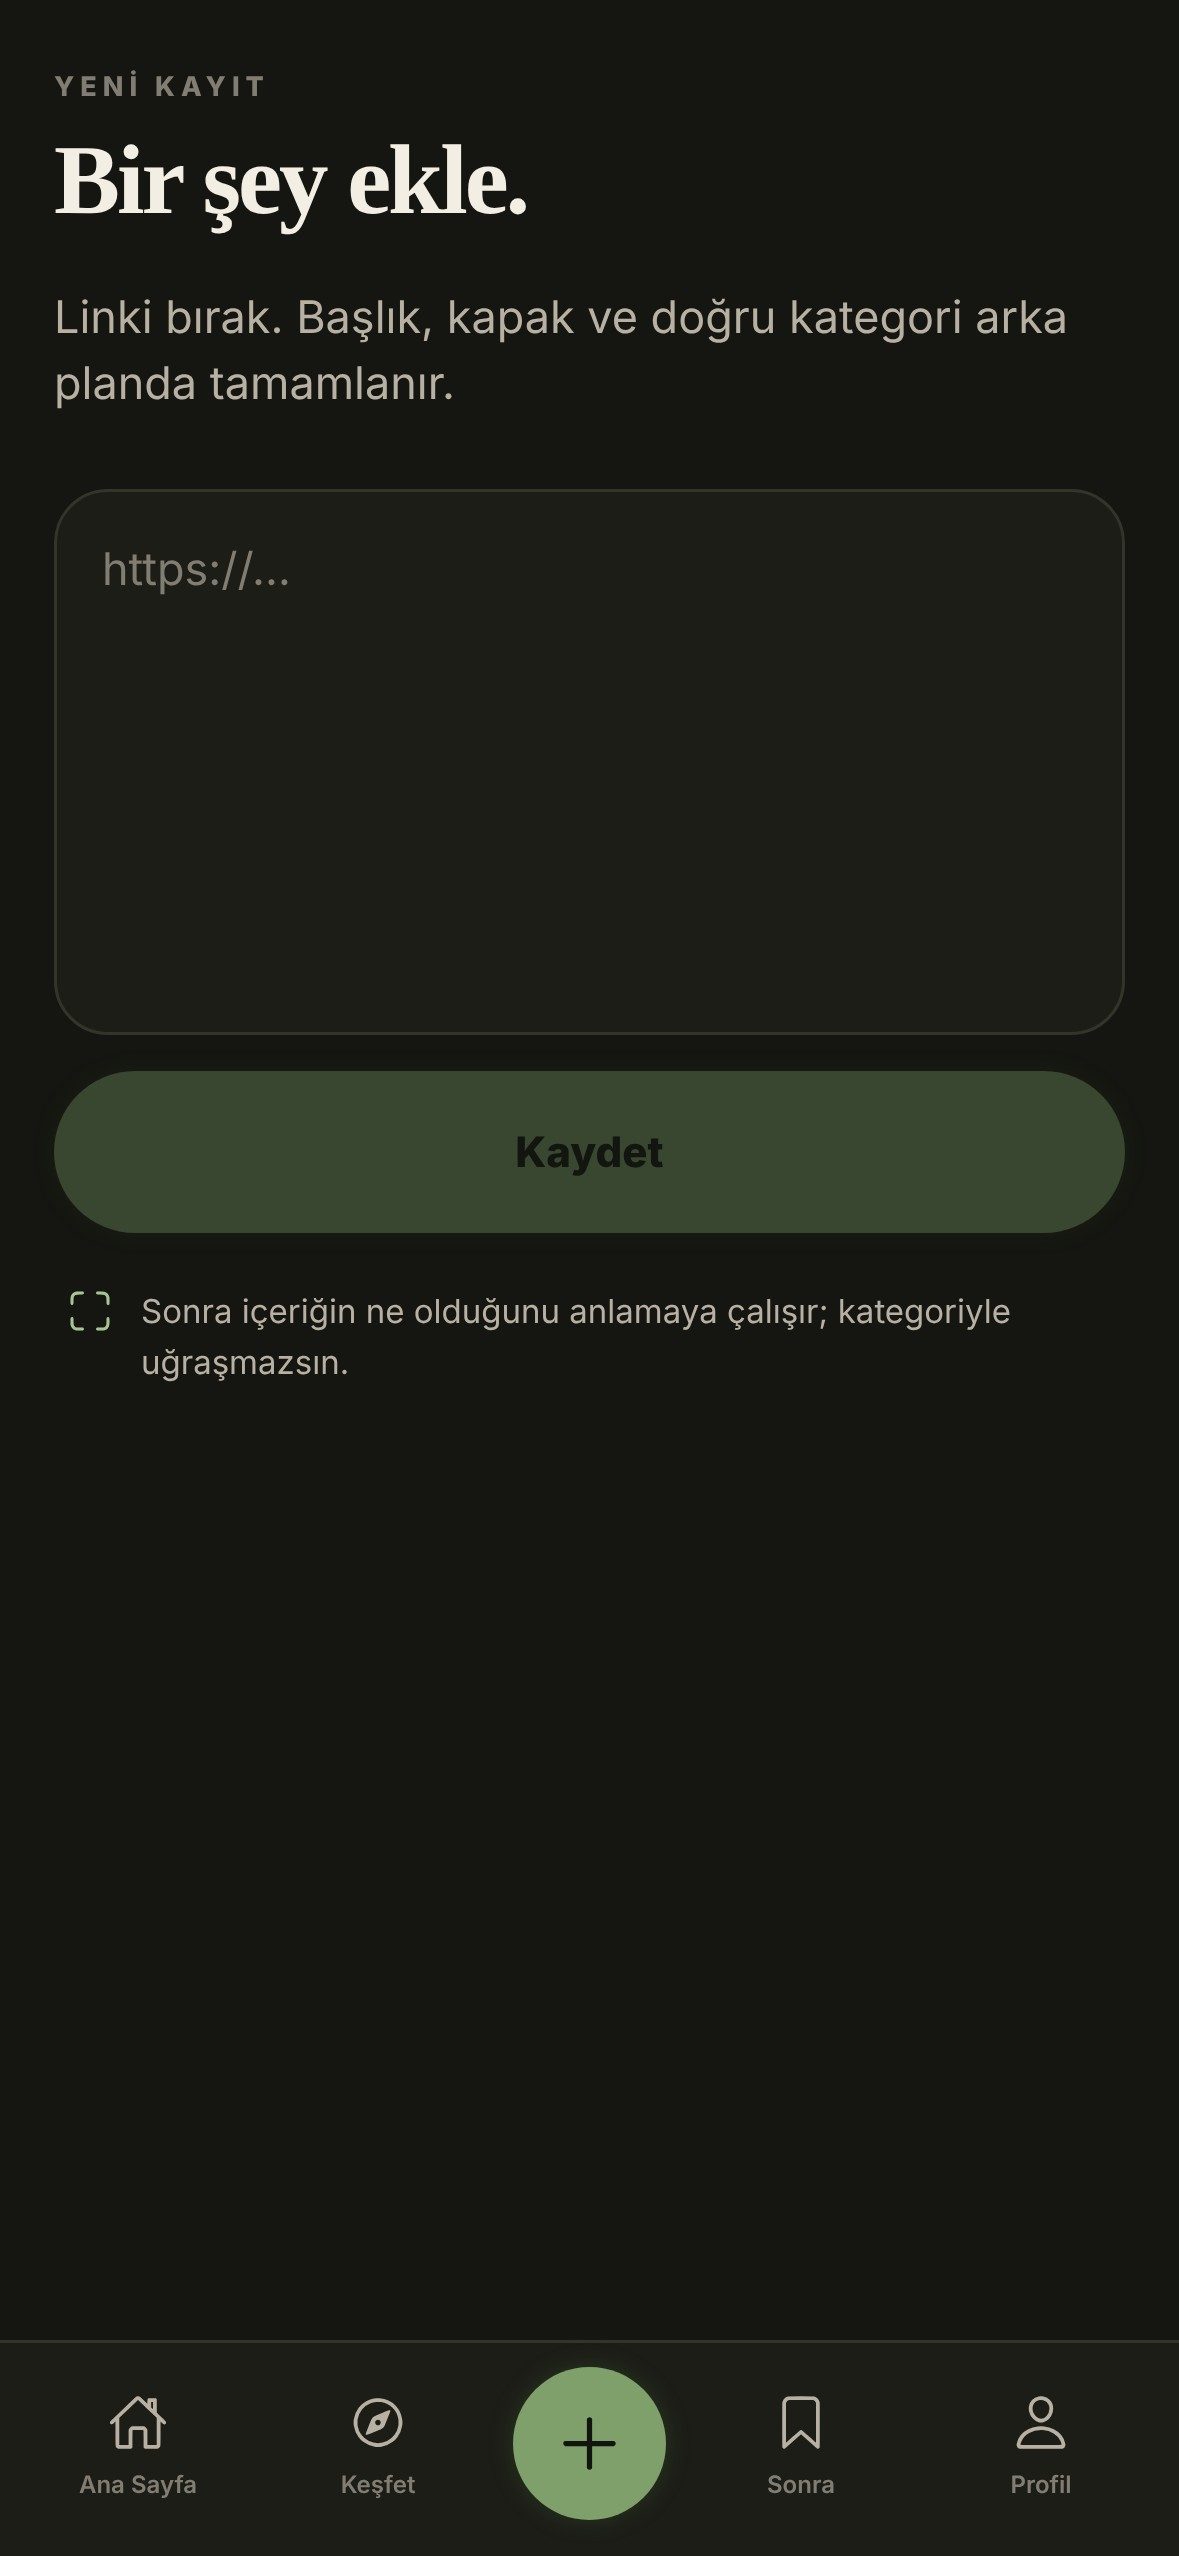 YENİ KAYIT
Bir şey ekle.
Linki bırak. Başlık, kapak ve doğru kategori arka
planda tamamlanır.
https://...
Kaydet
Sonra içeriğin ne olduğunu anlamaya çalışır; kategoriyle
uğraşmazsın.
Ana Sayfa
Keşfet
Sonra
Profil